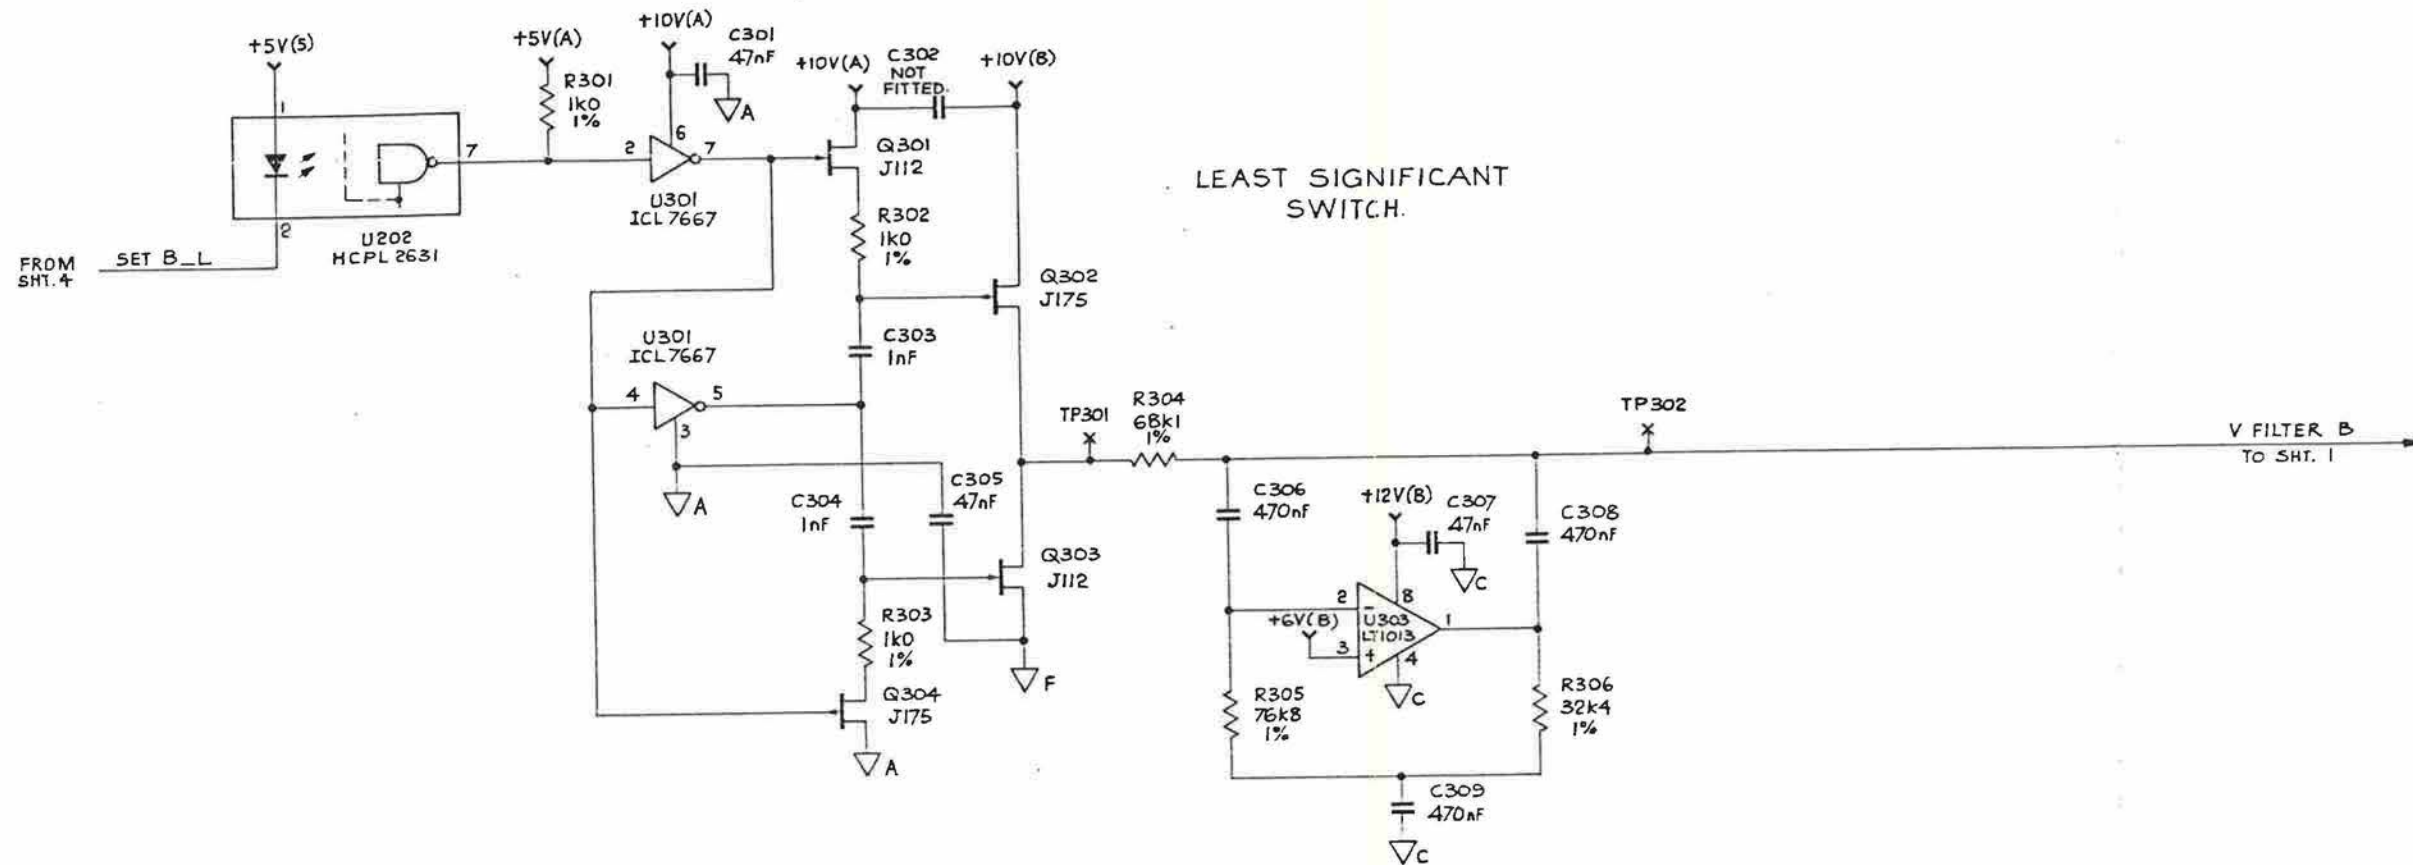 +5V(S)
+5V(A)
+10V(A)
C301
47nF
A
+10V(A)
C302
NOT
FITTED.
+10V(B)
R301
1k0
1%
1
7
2
6
7
2
U202
HCPL 2631
U301
ICL 7667
Q301
J112
LEAST SIGNIFICANT
SWITCH.
FROM
SHT. 4
SET B_L
R302
1k0
1%
Q302
J175
U301
ICL 7667
C303
1nF
4
5
3
A
TP301
R304
68k1
1%
TP302
V FILTER B
TO SHT. 1
C304
1nF
C305
47nF
C306
470nF
+12V(B)
C307
47nF
C
C308
470nF
Q303
J112
F
2
-
8
+6V(B)
U303
LT1013
1
3
+
4
C
R303
1k0
1%
Q304
J175
A
R305
76k8
1%
R306
32k4
1%
C309
470nF
C